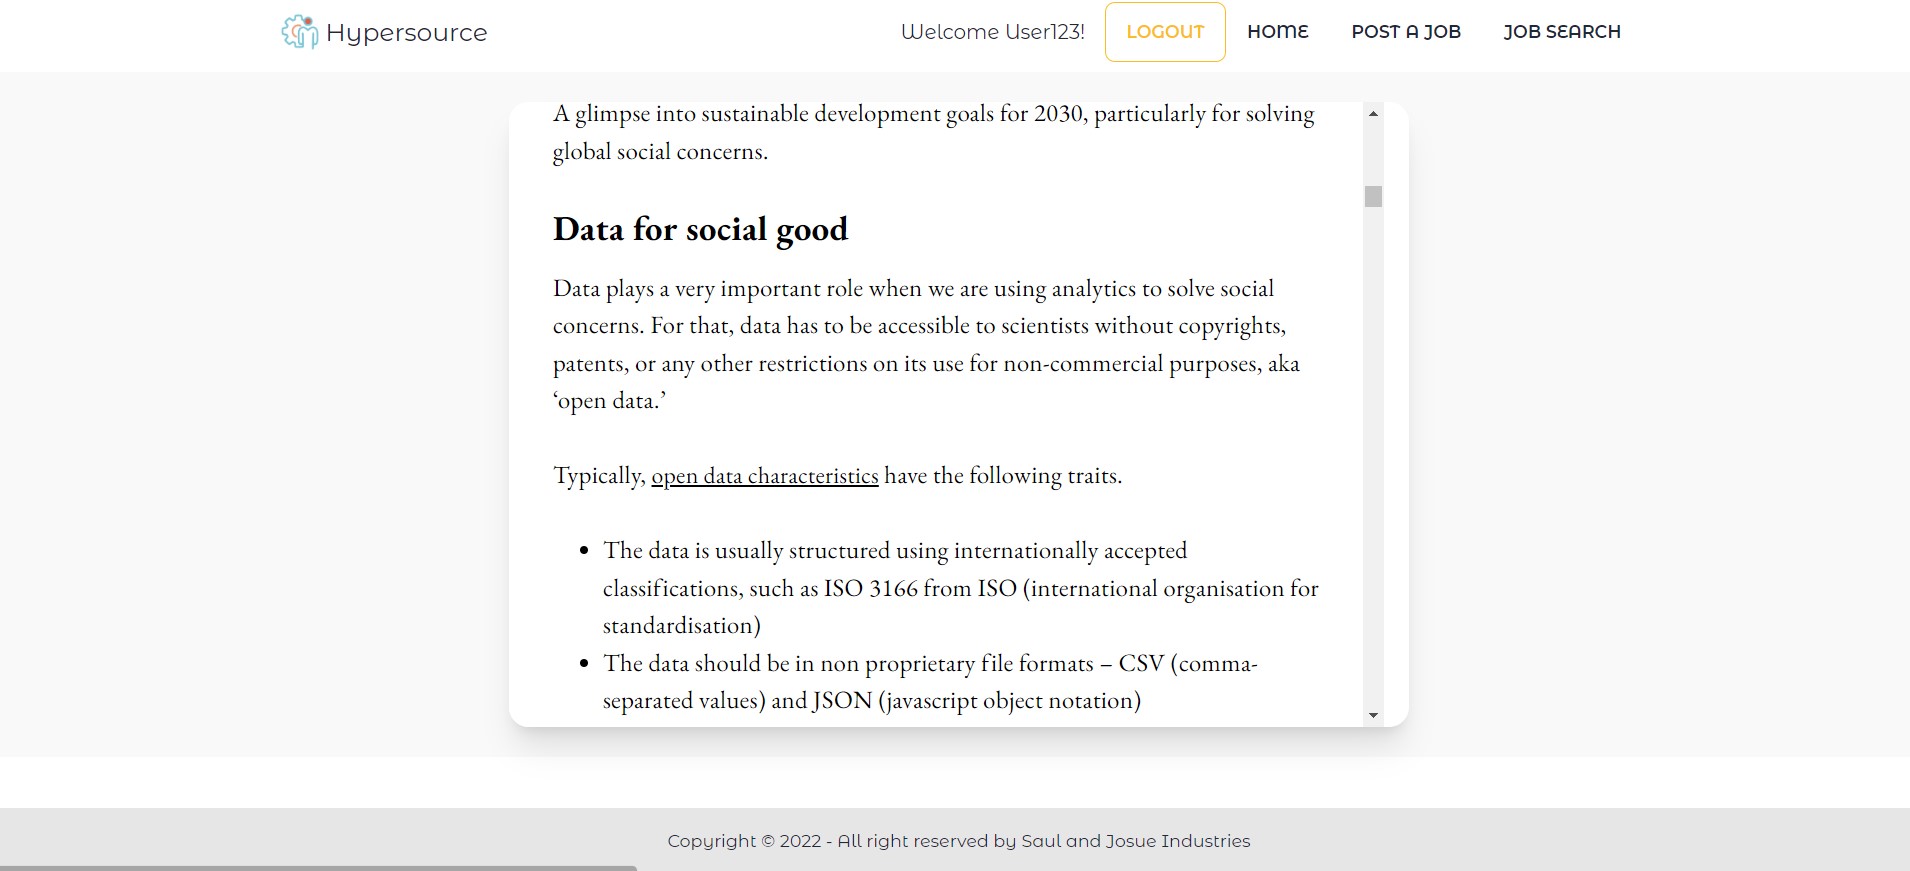 Hypersource
Welcome User123!
LOGOUT
HOME
POST A JOB
JOB SEARCH
A glimpse into sustainable development goals for 2030, particularly for solving
global social concerns.
Data for social good
Data plays a very important role when we are using analytics to solve social
concerns. For that, data has to be accessible to scientists without copyrights,
patents, or any other restrictions on its use for non-commercial purposes, aka
‘open data.’
Typically, open data characteristics have the following traits.
• The data is usually structured using internationally accepted
classifications, such as ISO 3166 from ISO (international organisation for
standardisation)
• The data should be in non proprietary file formats – CSV (comma-
separated values) and JSON (javascript object notation)
Copyright © 2022 - All right reserved by Saul and Josue Industries